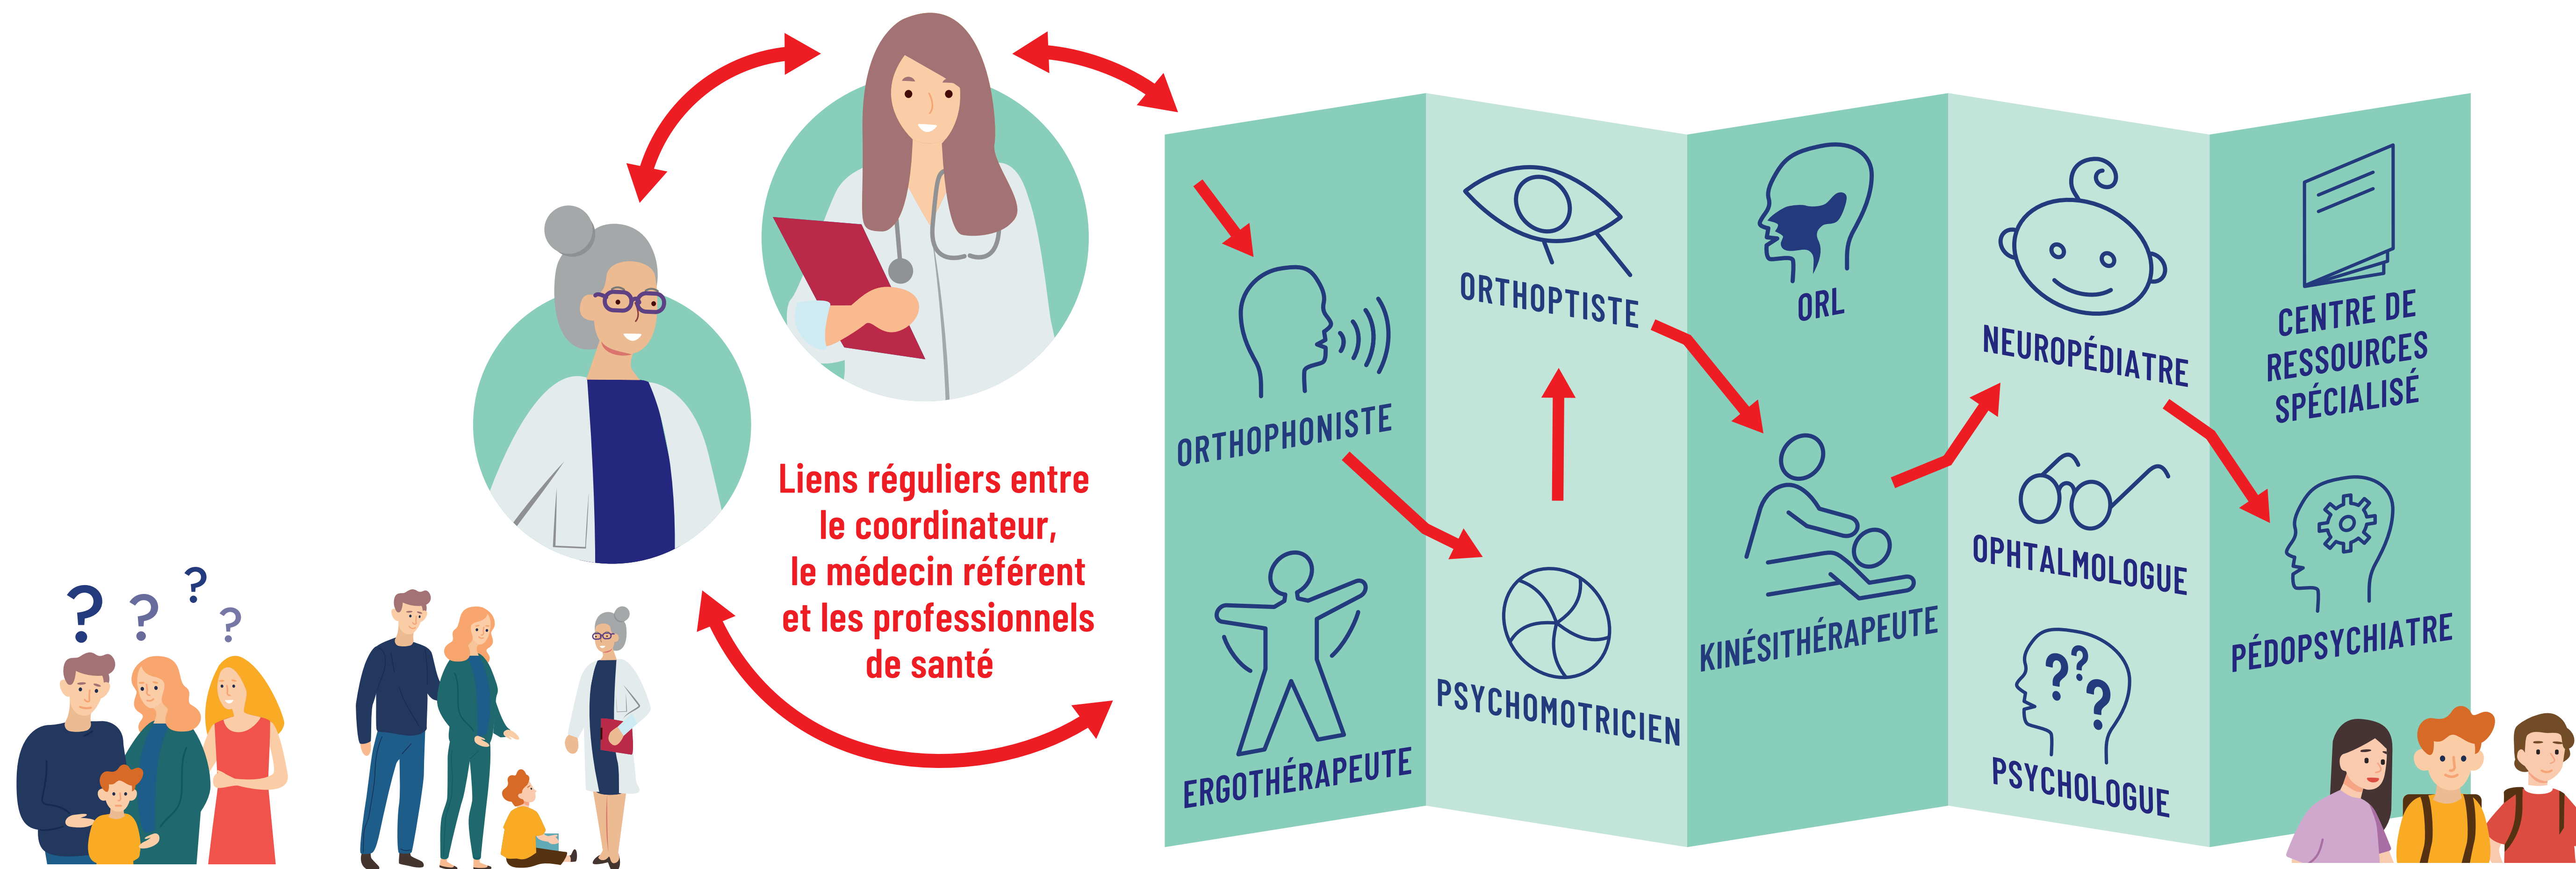 ? ? ? ?
Liens réguliers entre
le coordinateur,
le médecin référent
et les professionnels
de santé
ORTHOPHONISTE
ERGOTHÉRAPEUTE
ORTHOPTISTE
PSYCHOMOTRICIEN
ORL
KINÉSITHÉRAPEUTE
NEUROPÉDIATRE
OPHTALMOLOGUE
???
PSYCHOLOGUE
CENTRE DE
RESSOURCES
SPÉCIALISÉ
PÉDOPSYCHIATRE